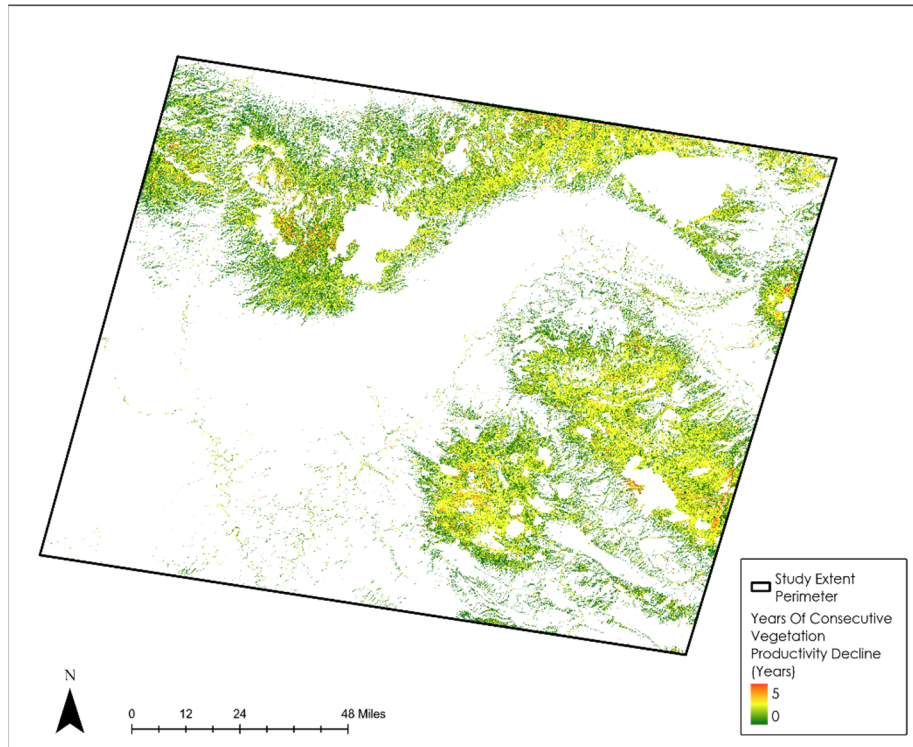 Study Extent
Perimeter
Years Of Consecutive
Vegetation
Productivity Decline
(Years)
5
0
N
0 12 24 48 Miles